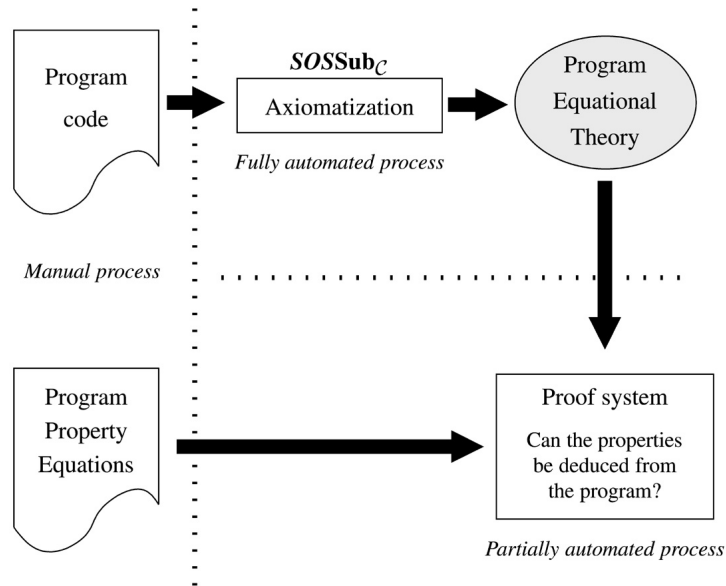 Program
code
SOSSubC
Axiomatization
Fully automated process
Program
Equational
Theory
Manual process
Program
Property
Equations
Proof system
Can the properties
be deduced from
the program?
Partially automated process